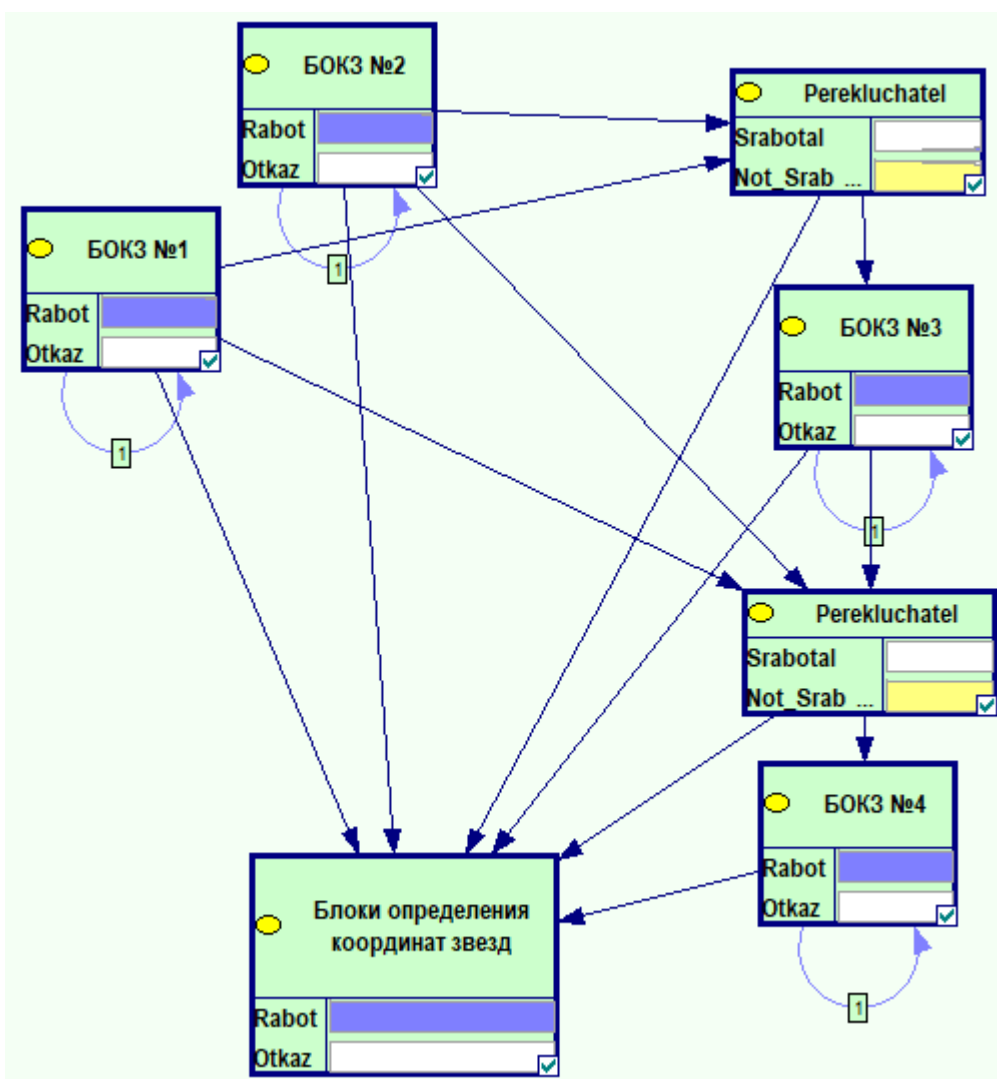 БОКЗ №2
Rabot
Otkaz
1
Perekluchatel
Srabotal
Not_Srab ...
БОКЗ №1
Rabot
Otkaz
1
БОКЗ №3
Rabot
Otkaz
1
Perekluchatel
Srabotal
Not_Srab ...
БОКЗ №4
Rabot
Otkaz
1
Блоки определения
координат звезд
Rabot
Otkaz